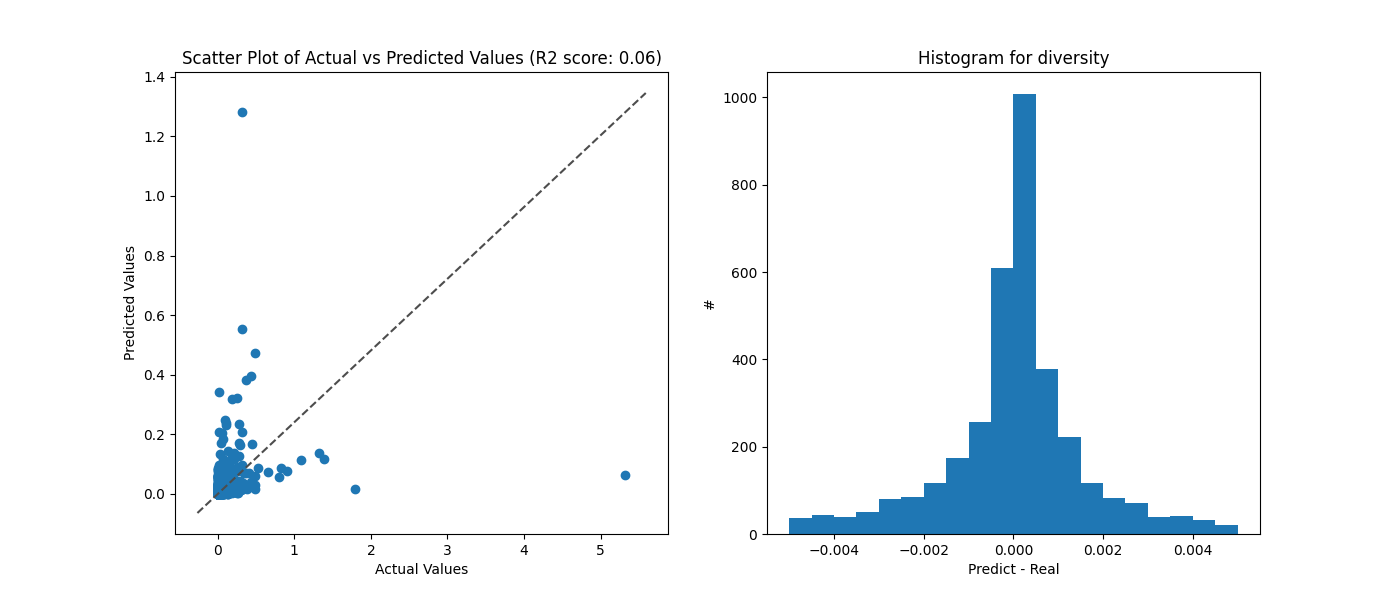 Scatter Plot of Actual vs Predicted Values (R2 score: 0.06)
1.4
1.2
1.0
0.8
0.6
0.4
0.2
0.0
Predicted Values
0 1 2 3 4 5
Actual Values
Histogram for diversity
1000
800
600
400
200
0
#
−0.004 −0.002 0.000 0.002 0.004
Predict - Real